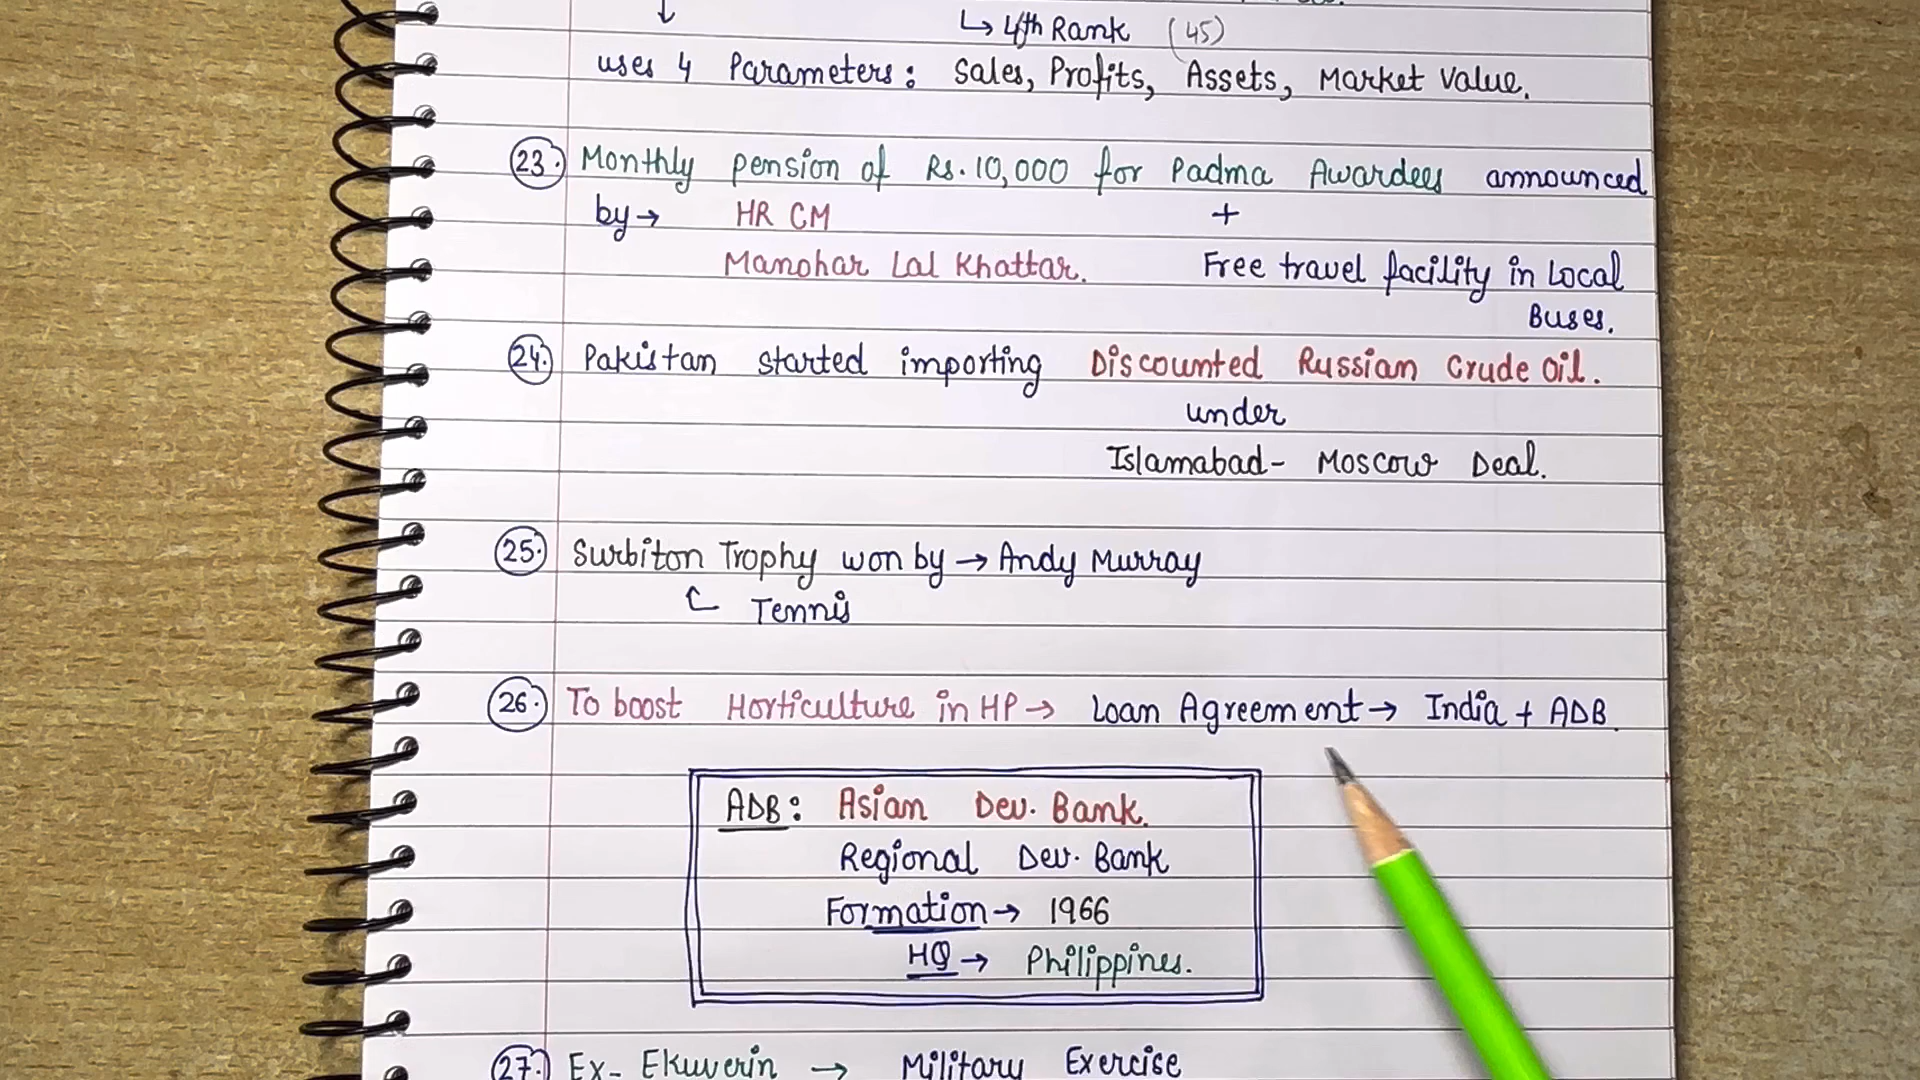 ↳ 4th Rank (45)
uses 4 Parameters: Sales, Profits, Assets, Market Value.
23. Monthly pension of Rs. 10,000 for Padma Awardees announced
by → HR CM +
Manohar Lal Khattar. Free travel facility in Local
Buses.
24. Pakistan started importing Discounted Russian Crude Oil.
under
Islamabad - Moscow Deal.
25. Surbiton Trophy won by → Andy Murray
Tennis
26. To boost Horticulture in HP → Loan Agreement → India + ADB.
ADB: Asian Dev. Bank.
Regional Dev. Bank
Formation → 1966
HQ → Philippines.
27. Ex- Ekuverin → Military Exercise